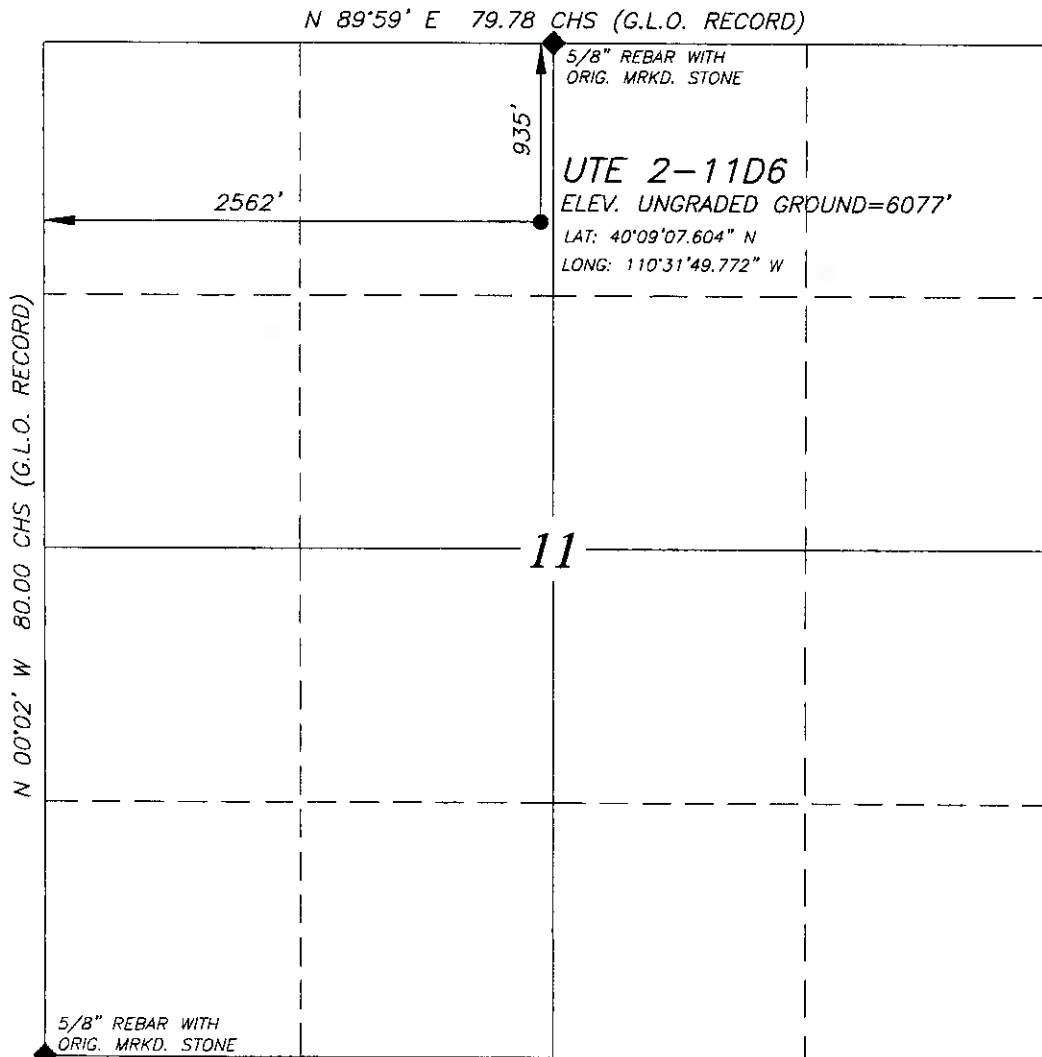 N 89°59' E 79.78 CHS (G.L.O. RECORD)
5/8" REBAR WITH
ORIG. MRKD. STONE
935'
UTE 2-11D6
2562'
ELEV. UNGRADED GROUND=6077'
LAT: 40°09'07.604" N
LONG: 110°31'49.772" W
N 00°02' W 80.00 CHS (G.L.O. RECORD)
11
5/8" REBAR WITH
ORIG. MRKD. STONE